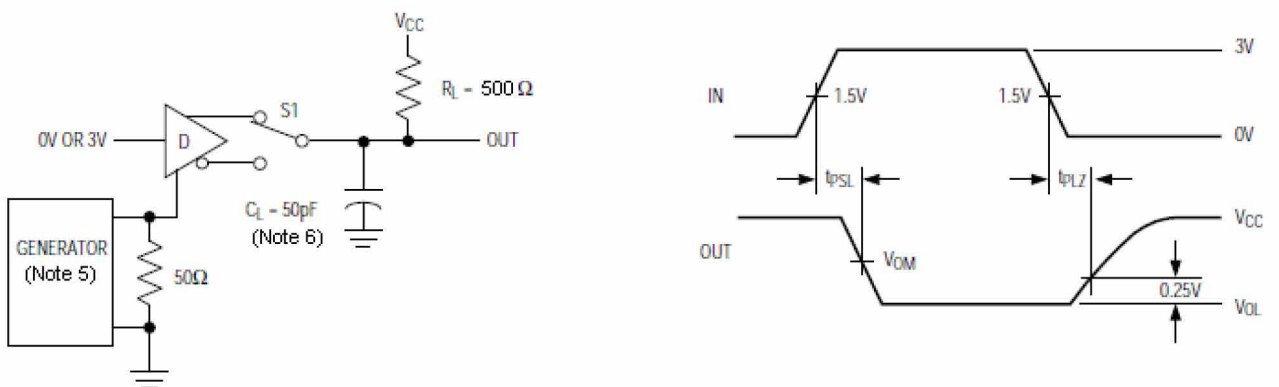 VCC
RL – 500 Ω
S1
0V OR 3V
D
OUT
CL – 50pF
(Note 6)
GENERATOR
(Note 5)
50Ω
IN
1.5V
1.5V
3V
0V
tPSL
tPLZ
OUT
VOM
VCC
0.25V
VOL